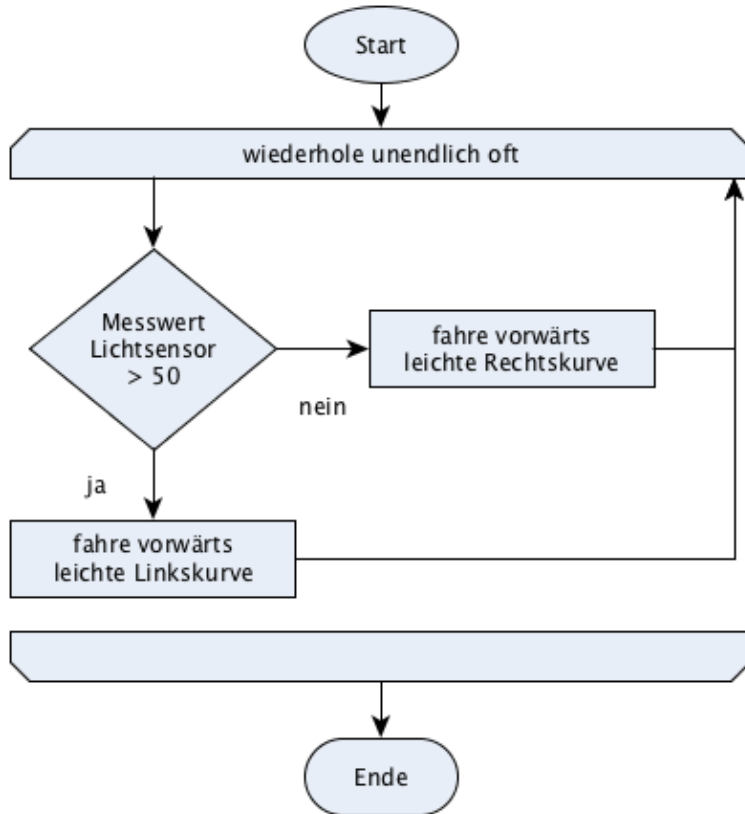 Start
wiederhole unendlich oft
Messwert
Lichtsensor
> 50
fahre vorwärts
leichte Rechtskurve
nein
ja
fahre vorwärts
leichte Linkskurve
Ende